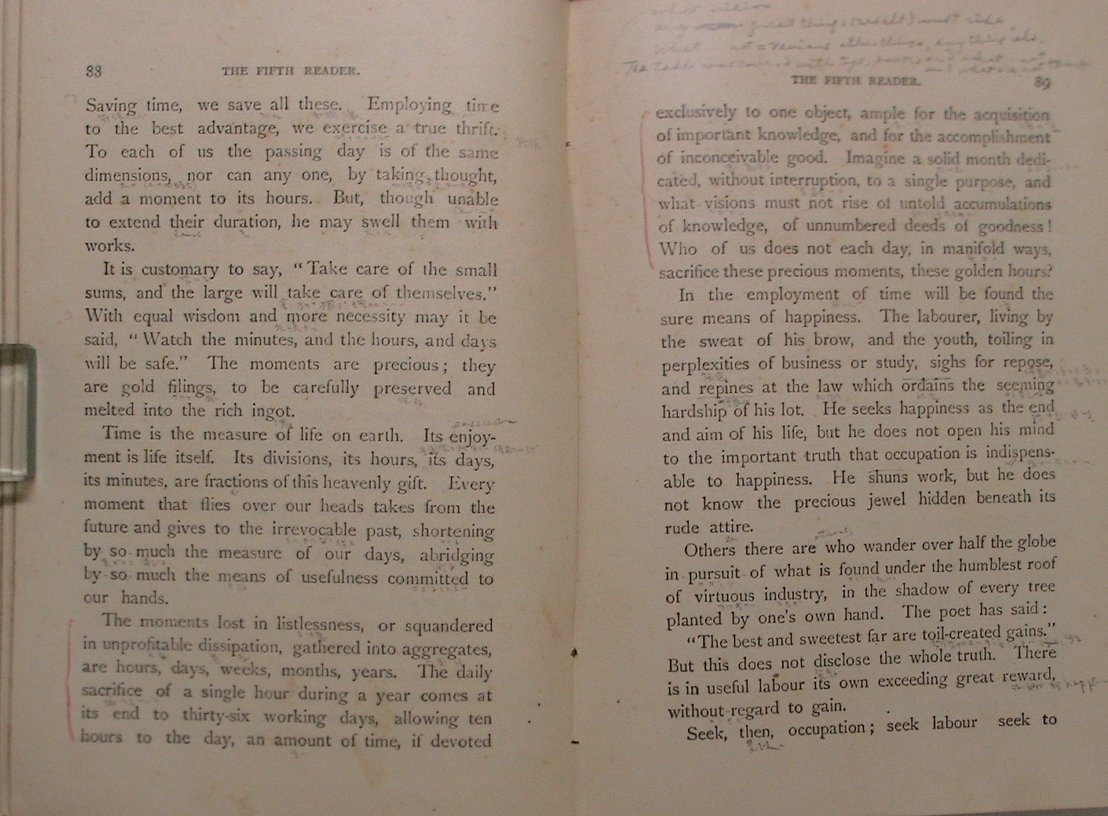 88
THE FIFTH READER.
Saving time, we save all these. Employing time
to the best advantage, we exercise a true thrift.
To each of us the passing day is of the same
dimensions, nor can any one, by taking thought,
add a moment to its hours. But, though unable
to extend their duration, he may swell them with
works.
It is customary to say, "Take care of the small
sums, and the large will take care of themselves."
With equal wisdom and more necessity may it be
said, "Watch the minutes, and the hours, and days
will be safe." The moments are precious; they
are gold filings, to be carefully preserved and
melted into the rich ingot.
Time is the measure of life on earth. Its enjoy-
ment is life itself. Its divisions, its hours, its days,
its minutes, are fractions of this heavenly gift. Every
moment that flies over our heads takes from the
future and gives to the irrevocable past, shortening
by so much the measure of our days, abridging
by so much the means of usefulness committed to
our hands.
The moments lost in listlessness, or squandered
in unprofitable dissipation, gathered into aggregates,
are hours, days, weeks, months, years. The daily
sacrifice of a single hour during a year comes at
its end to thirty-six working days, allowing ten
hours to the day, an amount of time, if devoted
THE FIFTH READER.
89
exclusively to one object, ample for the acquisition
of important knowledge, and for the accomplishment
of inconceivable good. Imagine a solid month dedi-
cated, without interruption, to a single purpose, and
what visions must not rise of untold accumulations
of knowledge, of unnumbered deeds of goodness!
Who of us does not each day, in manifold ways,
sacrifice these precious moments, these golden hours?
In the employment of time will be found the
sure means of happiness. The labourer, living by
the sweat of his brow, and the youth, toiling in
perplexities of business or study, sighs for repose,
and repines at the law which ordains the seeming
hardship of his lot. He seeks happiness as the end
and aim of his life, but he does not open his mind
to the important truth that occupation is indispens-
able to happiness. He shuns work, but he does
not know the precious jewel hidden beneath its
rude attire.
Others there are who wander over half the globe
in pursuit of what is found under the humblest roof
of virtuous industry, in the shadow of every tree
planted by one's own hand. The poet has said:
"The best and sweetest far are toil-created gains."
But this does not disclose the whole truth. There
is in useful labour its own exceeding great reward,
without regard to gain.
Seek, then, occupation; seek labour seek to